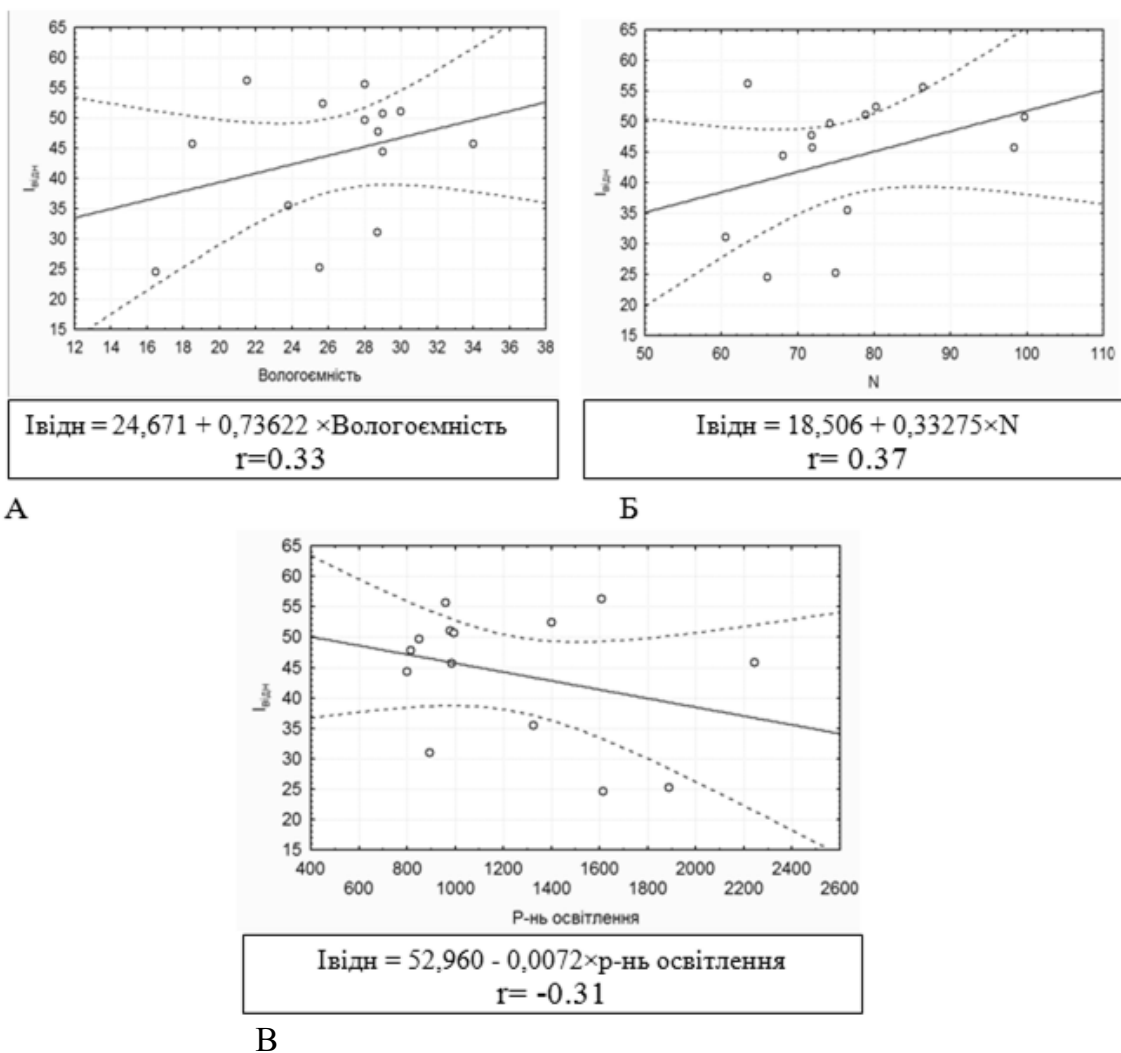 65
60
55
50
45
40
35
30
25
20
15
Iвідн
12 14 16 18 20 22 24 26 28 30 32 34 36 38
Вологоємність
Івідн = 24,671 + 0,73622 ×Вологоємність
r=0.33
А
65
60
55
50
45
40
35
30
25
20
15
Iвідн
50 60 70 80 90 100 110
N
Івідн = 18,506 + 0,33275×N
r= 0.37
Б
65
60
55
50
45
40
35
30
25
20
15
Iвідн
400 800 1200 1600 2000 2400
600 1000 1400 1800 2200 2600
Р-нь освітлення
Івідн = 52,960 - 0,0072×р-нь освітлення
r= -0.31
В